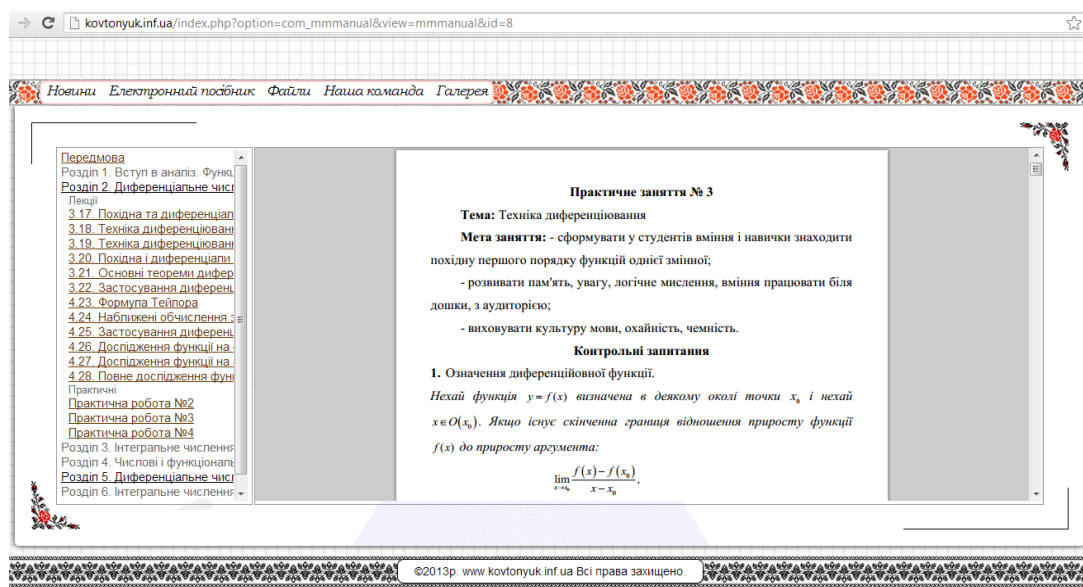 kovtonyuk.inf.ua/index.php?option=com_mmmanual&view=mmmanual&id=8
Новини Електронний посібник Файли Наша команда Галерея
Передмова
Розділ 1. Вступ в аналіз. Функц
Розділ 2. Диференціальне числ
Лекції
3.17. Похідна та диференціал
3.18. Техніка диференціюванн
3.19. Техніка диференціюванн
3.20. Похідна і диференціали
3.21. Основні теореми дифер
3.22. Застосування диференц
4.23. Формула Тейлора
4.24. Наближені обчислення з
4.25. Застосування диференц
4.26. Дослідження функції на
4.27. Дослідження функції на
4.28. Повне дослідження функ
Практичні
Практична робота №2
Практична робота №3
Практична робота №4
Розділ 3. Інтегральне числення
Розділ 4. Числові і функціональ
Розділ 5. Диференціальне числ
Розділ 6. Інтегральне числення
Практичне заняття № 3
Тема: Техніка диференціювання
Мета заняття: - сформувати у студентів вміння і навички знаходити
похідну першого порядку функцій однієї змінної;
- розвивати пам'ять, увагу, логічне мислення, вміння працювати біля
дошки, з аудиторією;
- виховувати культуру мови, охайність, чемність.
Контрольні запитання
1. Означення диференційовної функції.
Нехай функція y = f(x) визначена в деякому околі точки x₀ і нехай
x ∈ O(x₀). Якщо існує скінченна границя відношення приросту функції
f(x) до приросту аргумента:
lim x→x₀ (f(x) − f(x₀))/(x − x₀),
©2013р. www.kovtonyuk.inf.ua Всі права захищено.